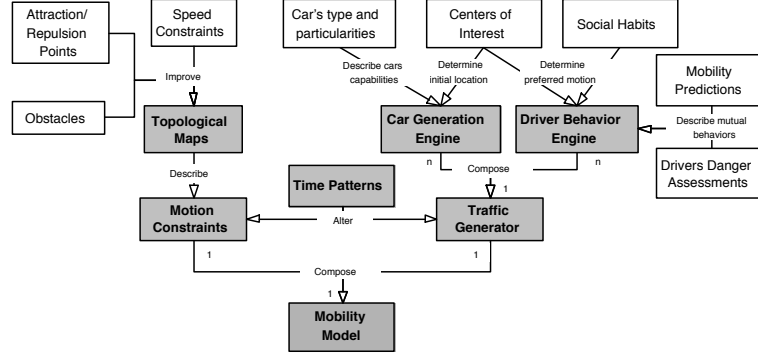 Attraction/
Repulsion
Points
Speed
Constraints
Car's type and
particularities
Centers of
Interest
Social Habits
Improve
Describe cars
capabilities
Determine
initial location
Determine
preferred motion
Mobility
Predictions
Obstacles
Topological
Maps
Car Generation
Engine
Driver Behavior
Engine
Describe mutual
behaviors
Describe
n
Compose
n
Drivers Danger
Assessments
Time Patterns
1
Motion
Constraints
Alter
Traffic
Generator
1
1
Compose
1
Mobility
Model